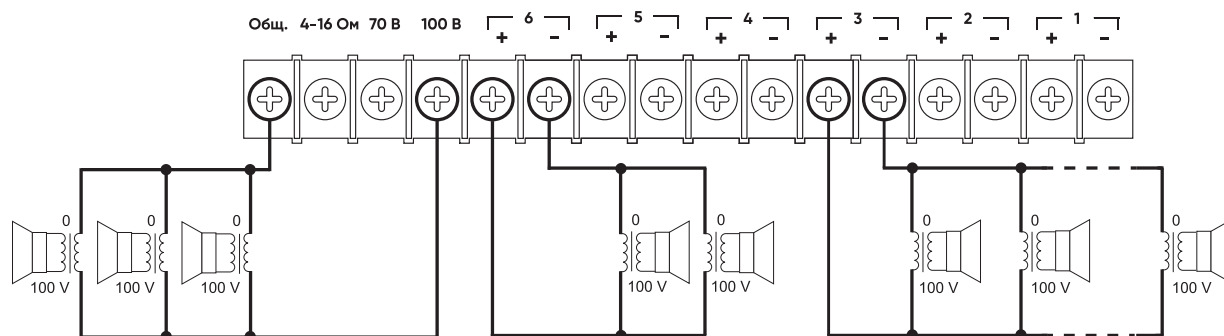 Общ. 4-16 Ом 70 В 100 В 6 5 4 3 2 1
+ - + - + - + - + - + -
0 0 0 0 0 0 0 0
100 V 100 V 100 V 100 V 100 V 100 V 100 V 100 V